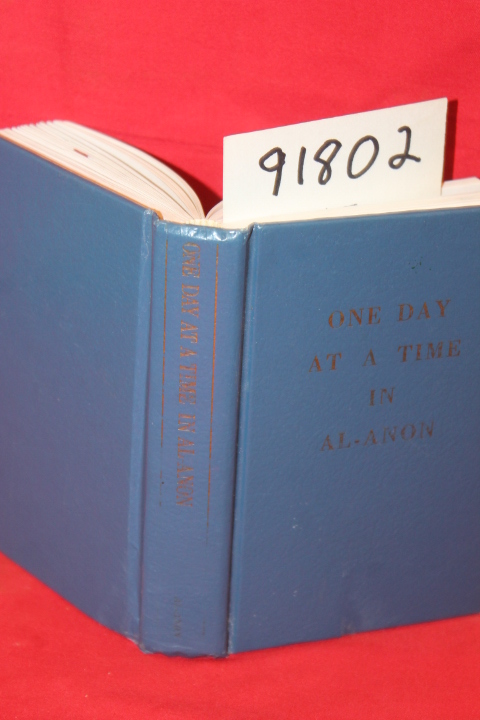 91802
ONE DAY AT A TIME IN AL-ANON
ONE DAY
AT A TIME
IN
AL-ANON